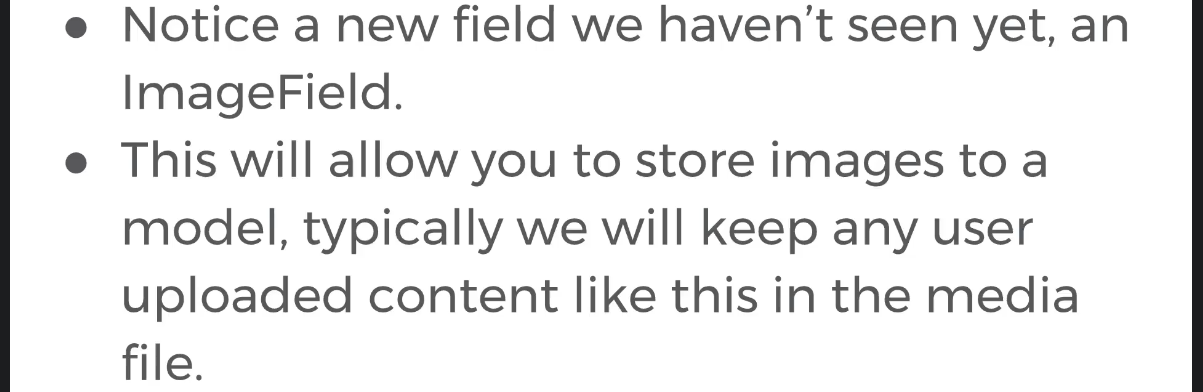 ● Notice a new field we haven’t seen yet, an
ImageField.
● This will allow you to store images to a
model, typically we will keep any user
uploaded content like this in the media
file.